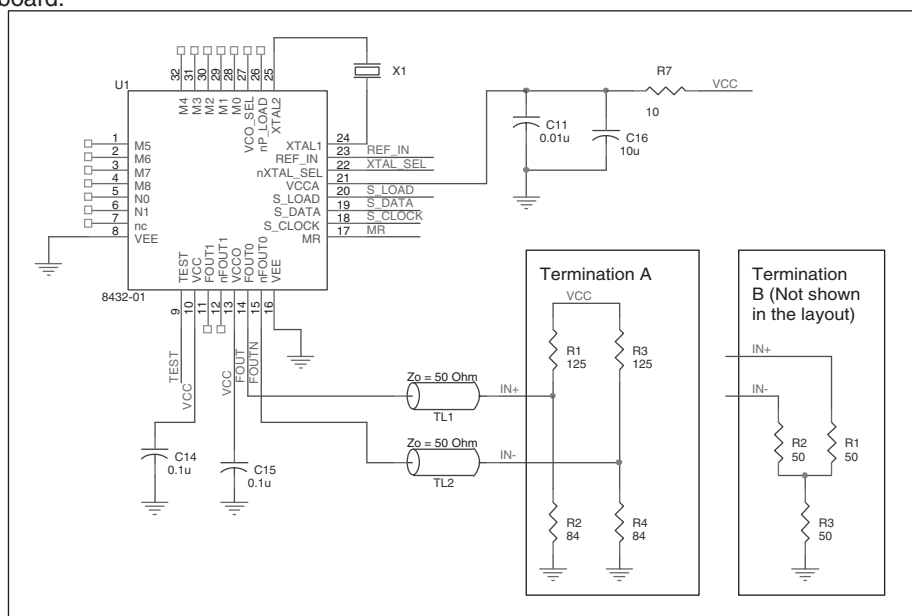 board.
U1
32
31
30
29
28
27
26
25
M4
M3
M2
M1
M0
VCO_SEL
nP_LOAD
XTAL2
X1
R7
10
VCC
C11
0.01u
C16
10u
1 M5
2 M6
3 M7
4 M8
5 N0
6 N1
7 nc
8 VEE
XTAL1 24
REF_IN 23 REF_IN
nXTAL_SEL 22 XTAL_SEL
VCCA 21
S_LOAD 20 S_LOAD
S_DATA 19 S_DATA
S_CLOCK 18 S_CLOCK
MR 17 MR
TEST
VCC
FOUT1
nFOUT1
VCCO
FOUT0
nFOUT0
VEE
8432-01
9
10
11
12
13
14
15
16
TEST
VCC
VCC
FOUT
FOUTN
C14
0.1u
C15
0.1u
Zo = 50 Ohm
TL1
IN+
Zo = 50 Ohm
TL2
IN-
Termination A
VCC
R1
125
R3
125
R2
84
R4
84
Termination
B (Not shown
in the layout)
IN+
IN-
R2
50
R1
50
R3
50